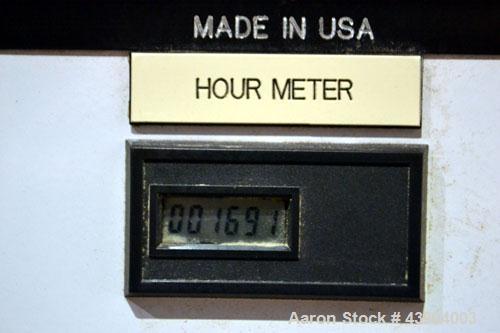 MADE IN USA
HOUR METER
001691
Aaron Stock #